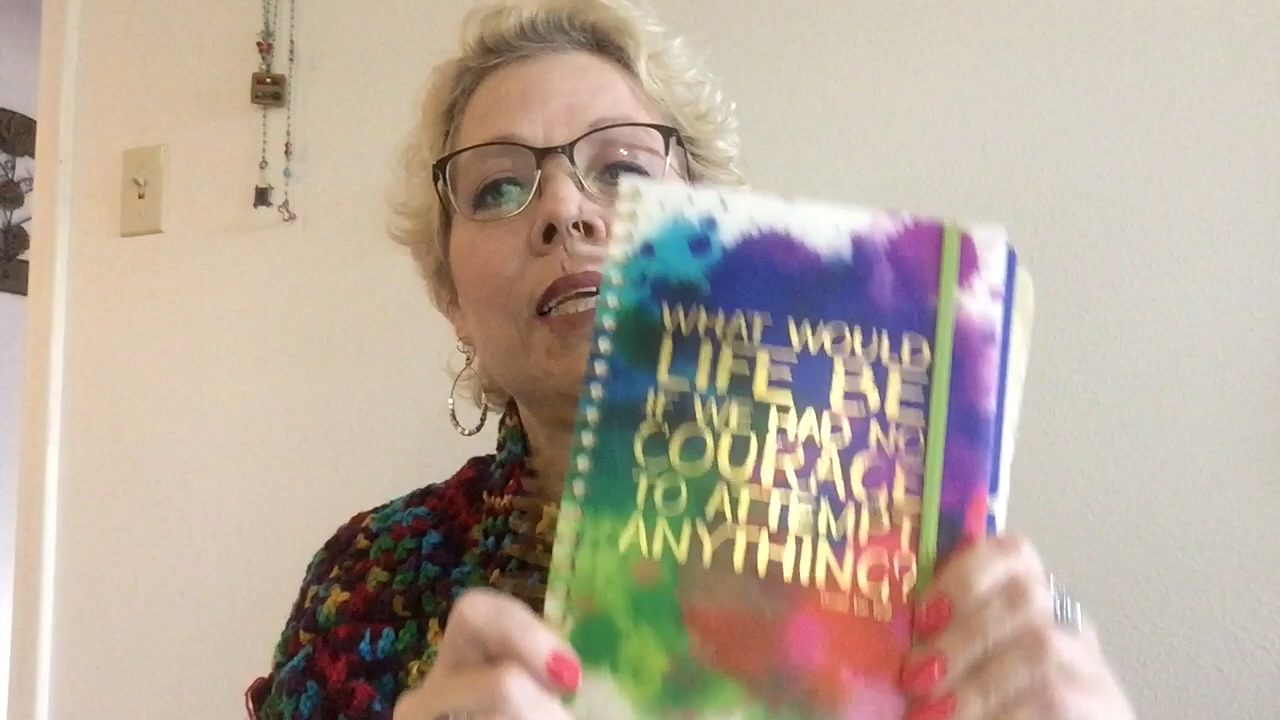 WHAT WOULD
LIFE BE
IF WE HAD NO
COURAGE
TO ATTEMPT
ANYTHING?